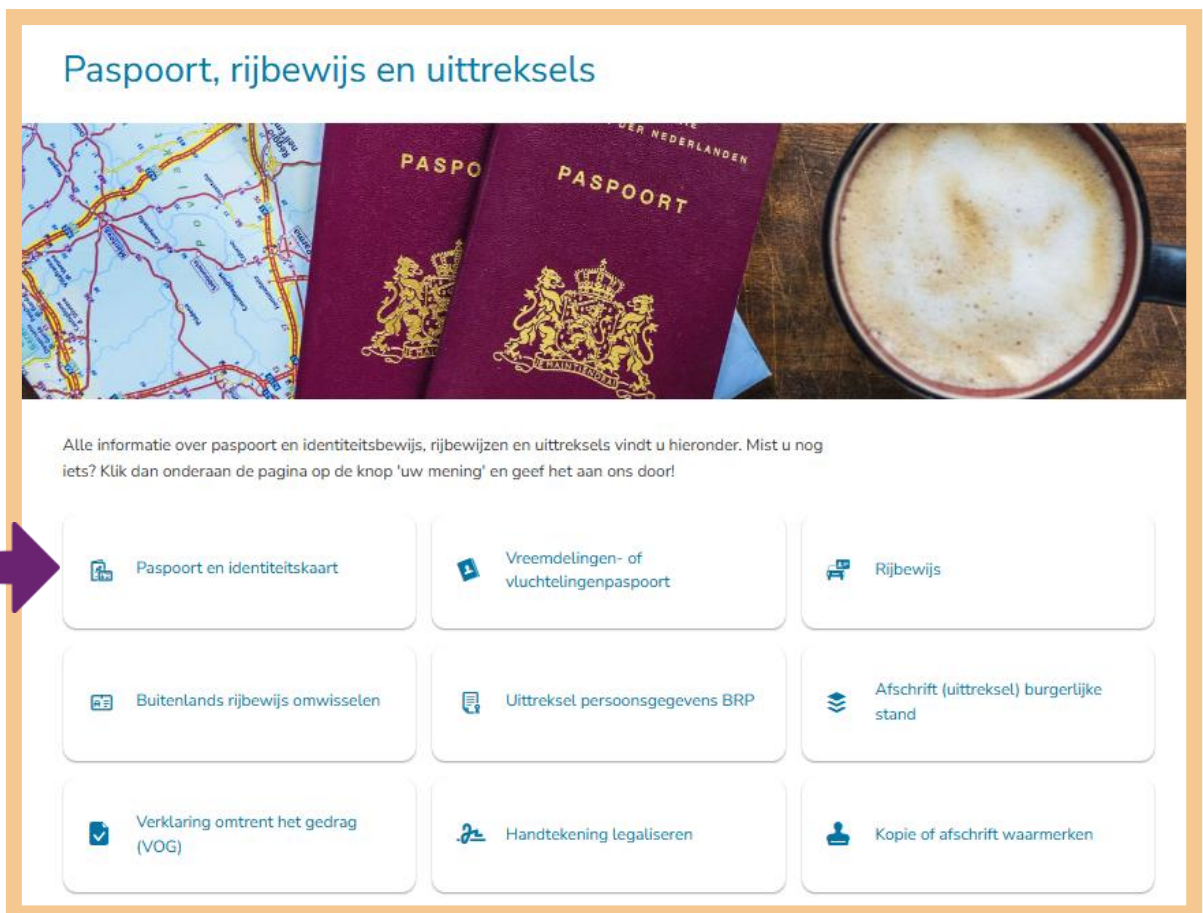 Paspoort, rijbewijs en uittreksels
PASPO
DER NEDERLANDEN
PASPOORT
JE MAINTIENDRAI
Alle informatie over paspoort en identiteitsbewijs, rijbewijzen en uittreksels vindt u hieronder. Mist u nog
iets? Klik dan onderaan de pagina op de knop 'uw mening' en geef het aan ons door!
Paspoort en identiteitskaart
Vreemdelingen- of
vluchtelingenpaspoort
Rijbewijs
Buitenlands rijbewijs omwisselen
Uittreksel persoonsgegevens BRP
Afschrift (uittreksel) burgerlijke
stand
Verklaring omtrent het gedrag
(VOG)
Handtekening legaliseren
Kopie of afschrift waarmerken